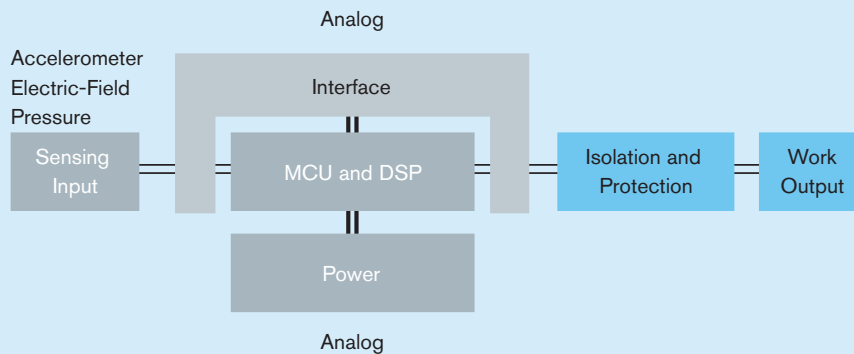 Analog
Accelerometer
Electric-Field
Pressure
Interface
Sensing
Input
MCU and DSP
Isolation and
Protection
Work
Output
Power
Analog